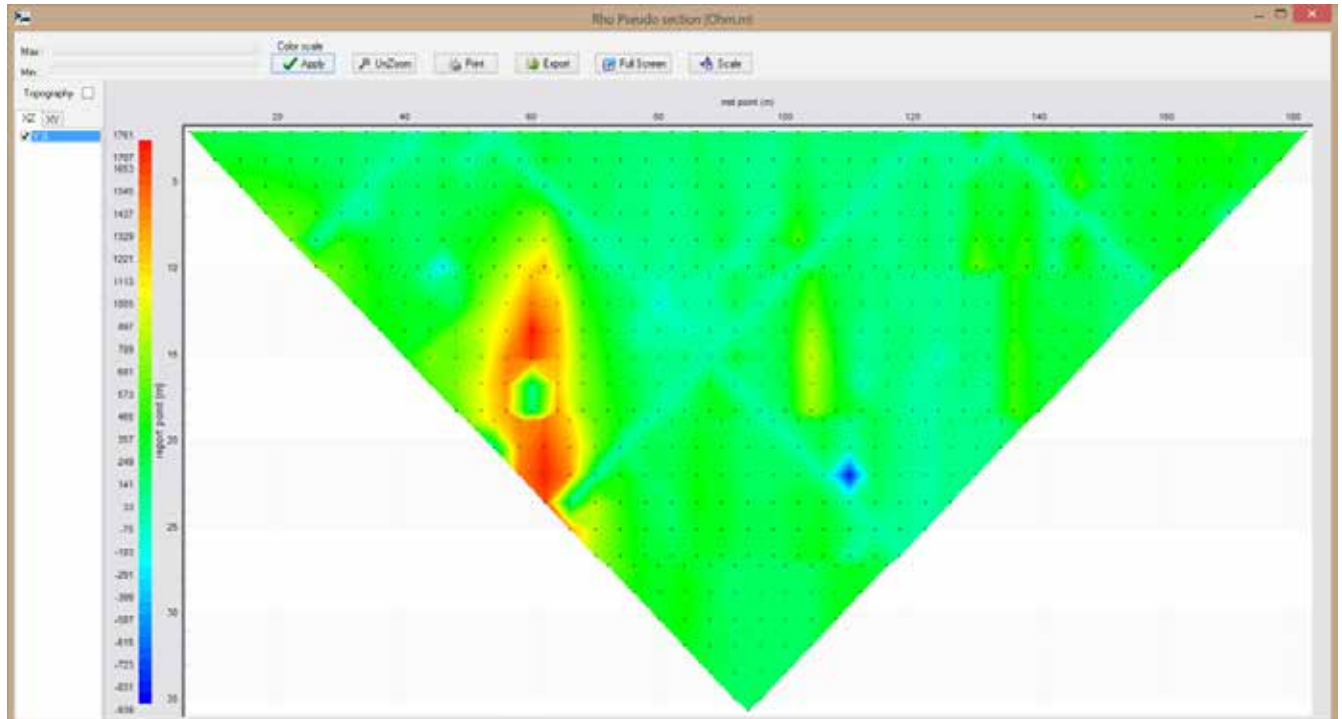 Rho Pseudo section (Ohm.m)
Max:
Min:
Color scale
Apply
UnZoom
Print
Export
Full Screen
Scale
Topography
XZ XY
mid point (m)
20 40 60 80 100 120 140 160 180
1761
1707
1653
1545
1437
1329
1221
1113
1005
897
789
681
573
465
357
249
141
33
-75
-183
-291
-399
-507
-615
-723
-831
-939
report point (m)
5
10
15
20
25
30
35